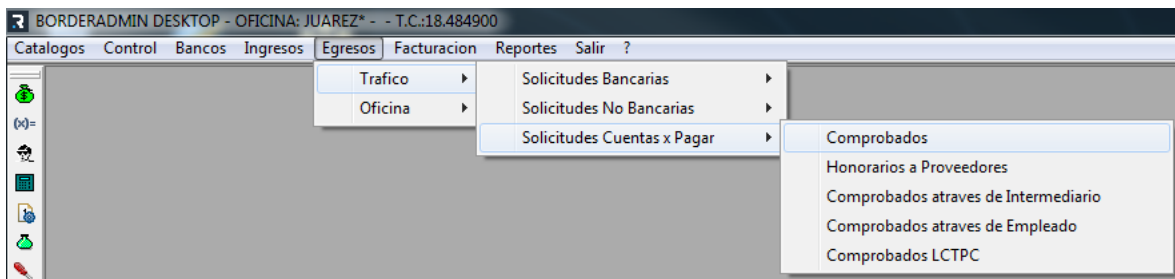 BORDERADMIN DESKTOP - OFICINA: JUAREZ* - - T.C.:18.484900
Catalogos Control Bancos Ingresos Egresos Facturacion Reportes Salir ?
Trafico
Oficina
Solicitudes Bancarias
Solicitudes No Bancarias
Solicitudes Cuentas x Pagar
Comprobados
Honorarios a Proveedores
Comprobados atraves de Intermediario
Comprobados atraves de Empleado
Comprobados LCTPC
(x)=